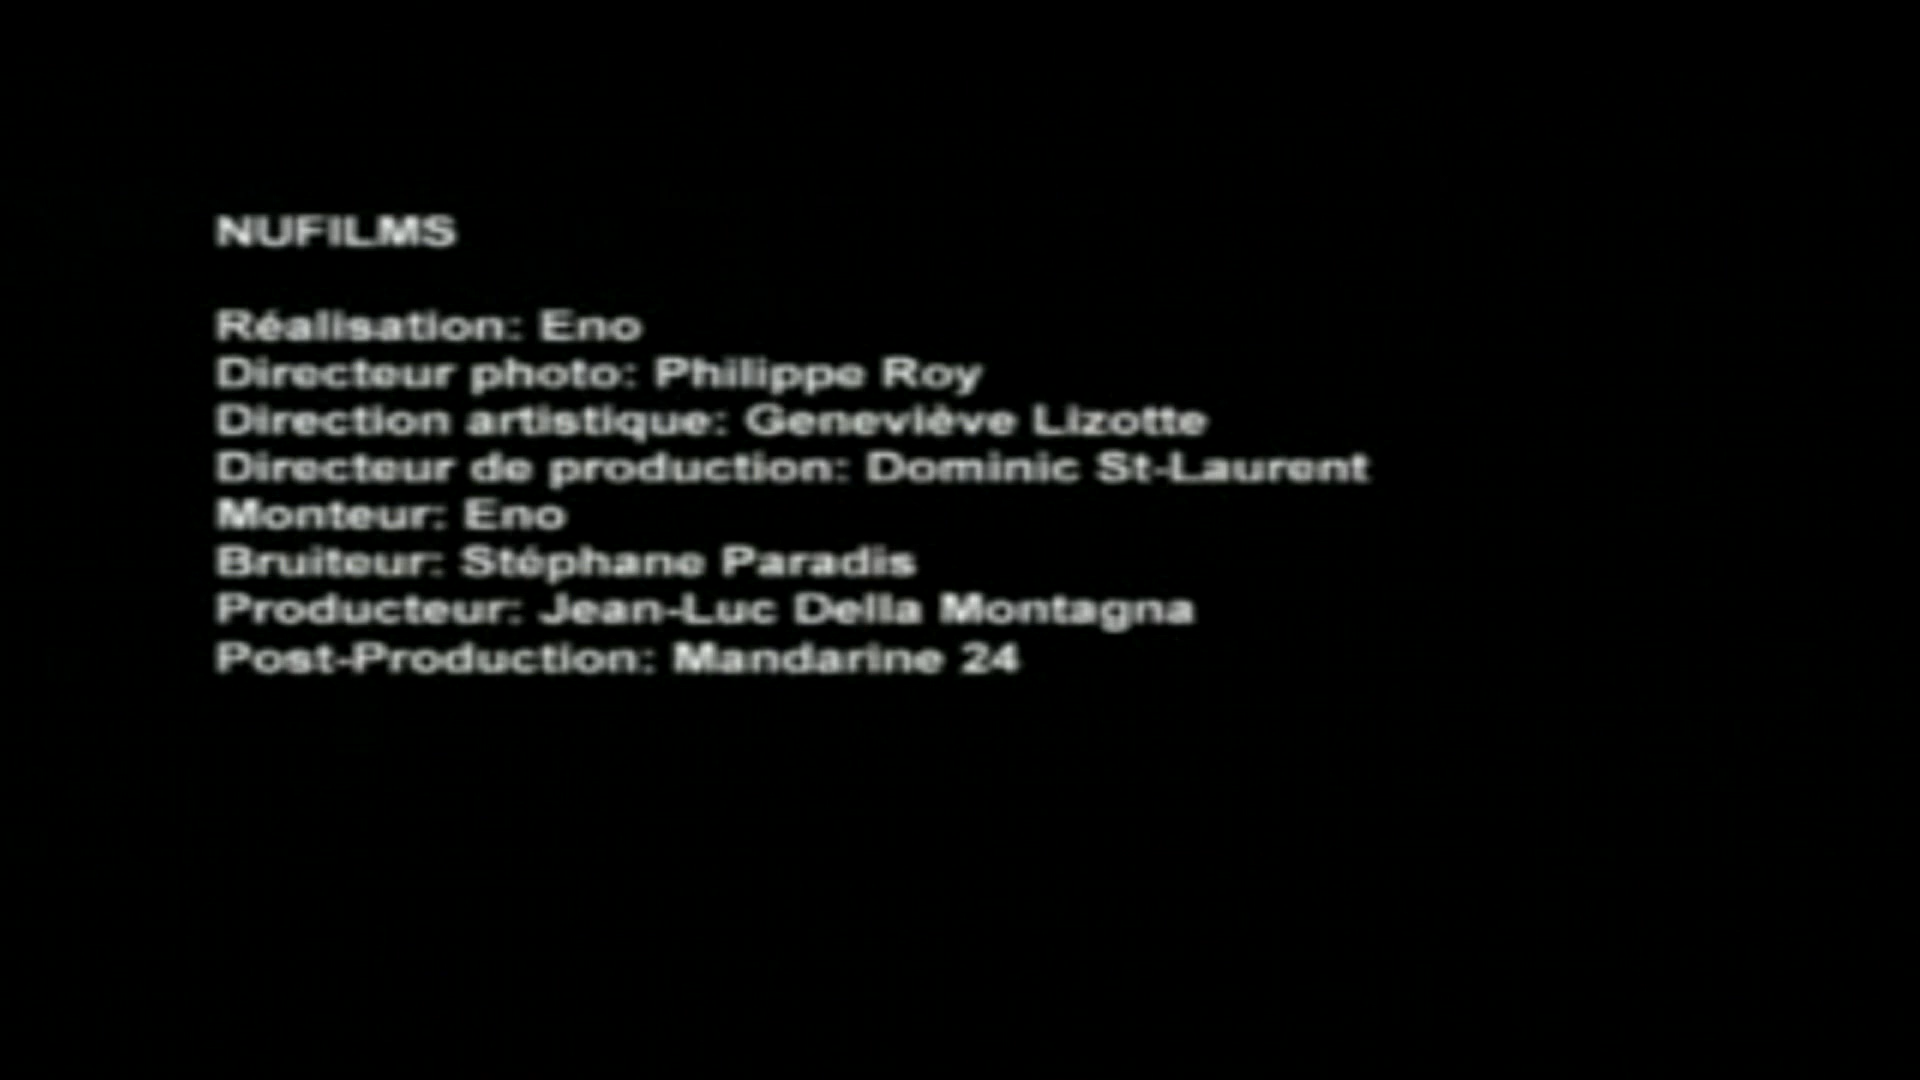 NUFILMS
Réalisation: Eno
Directeur photo: Philippe Roy
Direction artistique: Geneviève Lizotte
Directeur de production: Dominic St-Laurent
Monteur: Eno
Bruiteur: Stéphane Paradis
Producteur: Jean-Luc Della Montagna
Post-Production: Mandarine 24